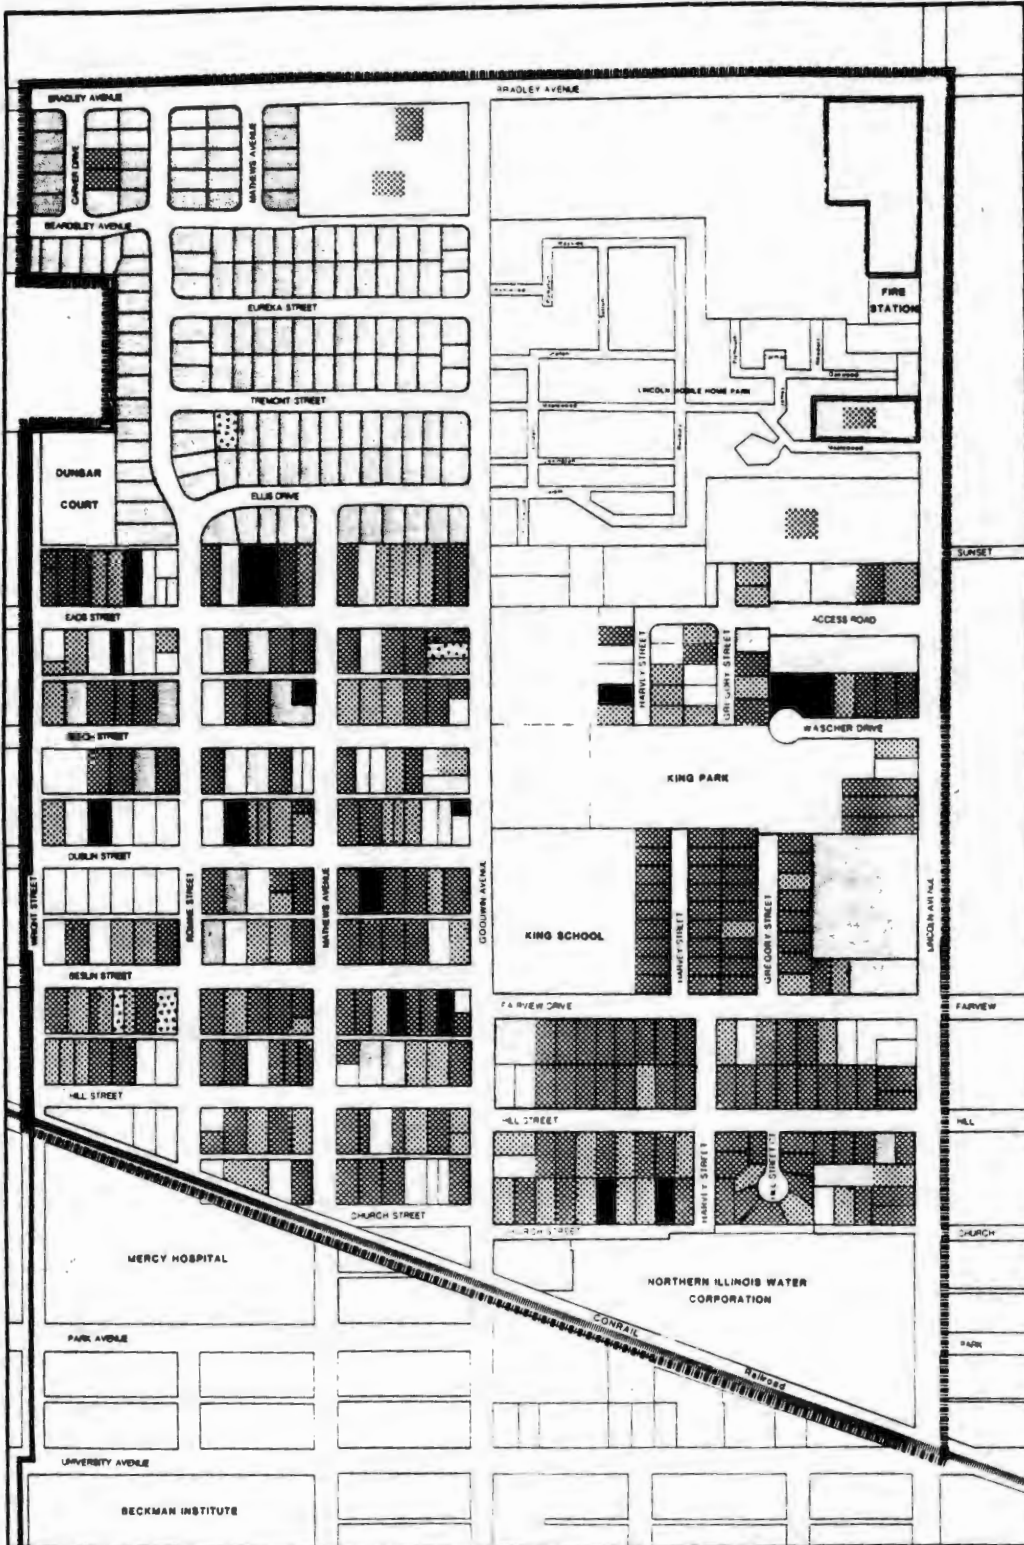 BRADLEY AVENUE
BRADLEY AVENUE
CARVER DRIVE
MATHEWS AVENUE
BEARDSLEY AVENUE
EUREKA STREET
FIRE
STATION
LINCOLN MOBILE HOME PARK
TREMONT STREET
DUNBAR
COURT
ELLIS DRIVE
SUNSET
EADS STREET
ACCESS ROAD
HARVEY STREET
GREGORY STREET
WASCHER DRIVE
BEECH STREET
KING PARK
DUBLIN STREET
WRIGHT STREET
ROMINE STREET
MATHEWS AVENUE
GOODWIN AVENUE
LINCOLN AVENUE
KING SCHOOL
HARVEY STREET
GREGORY STREET
BESLIN STREET
FAIRVIEW DRIVE
FAIRVIEW
HILL STREET
HILL STREET
HILL
HARVEY STREET
CHURCH STREET
CHURCH STREET
CHURCH
MERCY HOSPITAL
NORTHERN ILLINOIS WATER
CORPORATION
CONRAIL
Railroad
PARK AVENUE
PARK
UNIVERSITY AVENUE
BECKMAN INSTITUTE